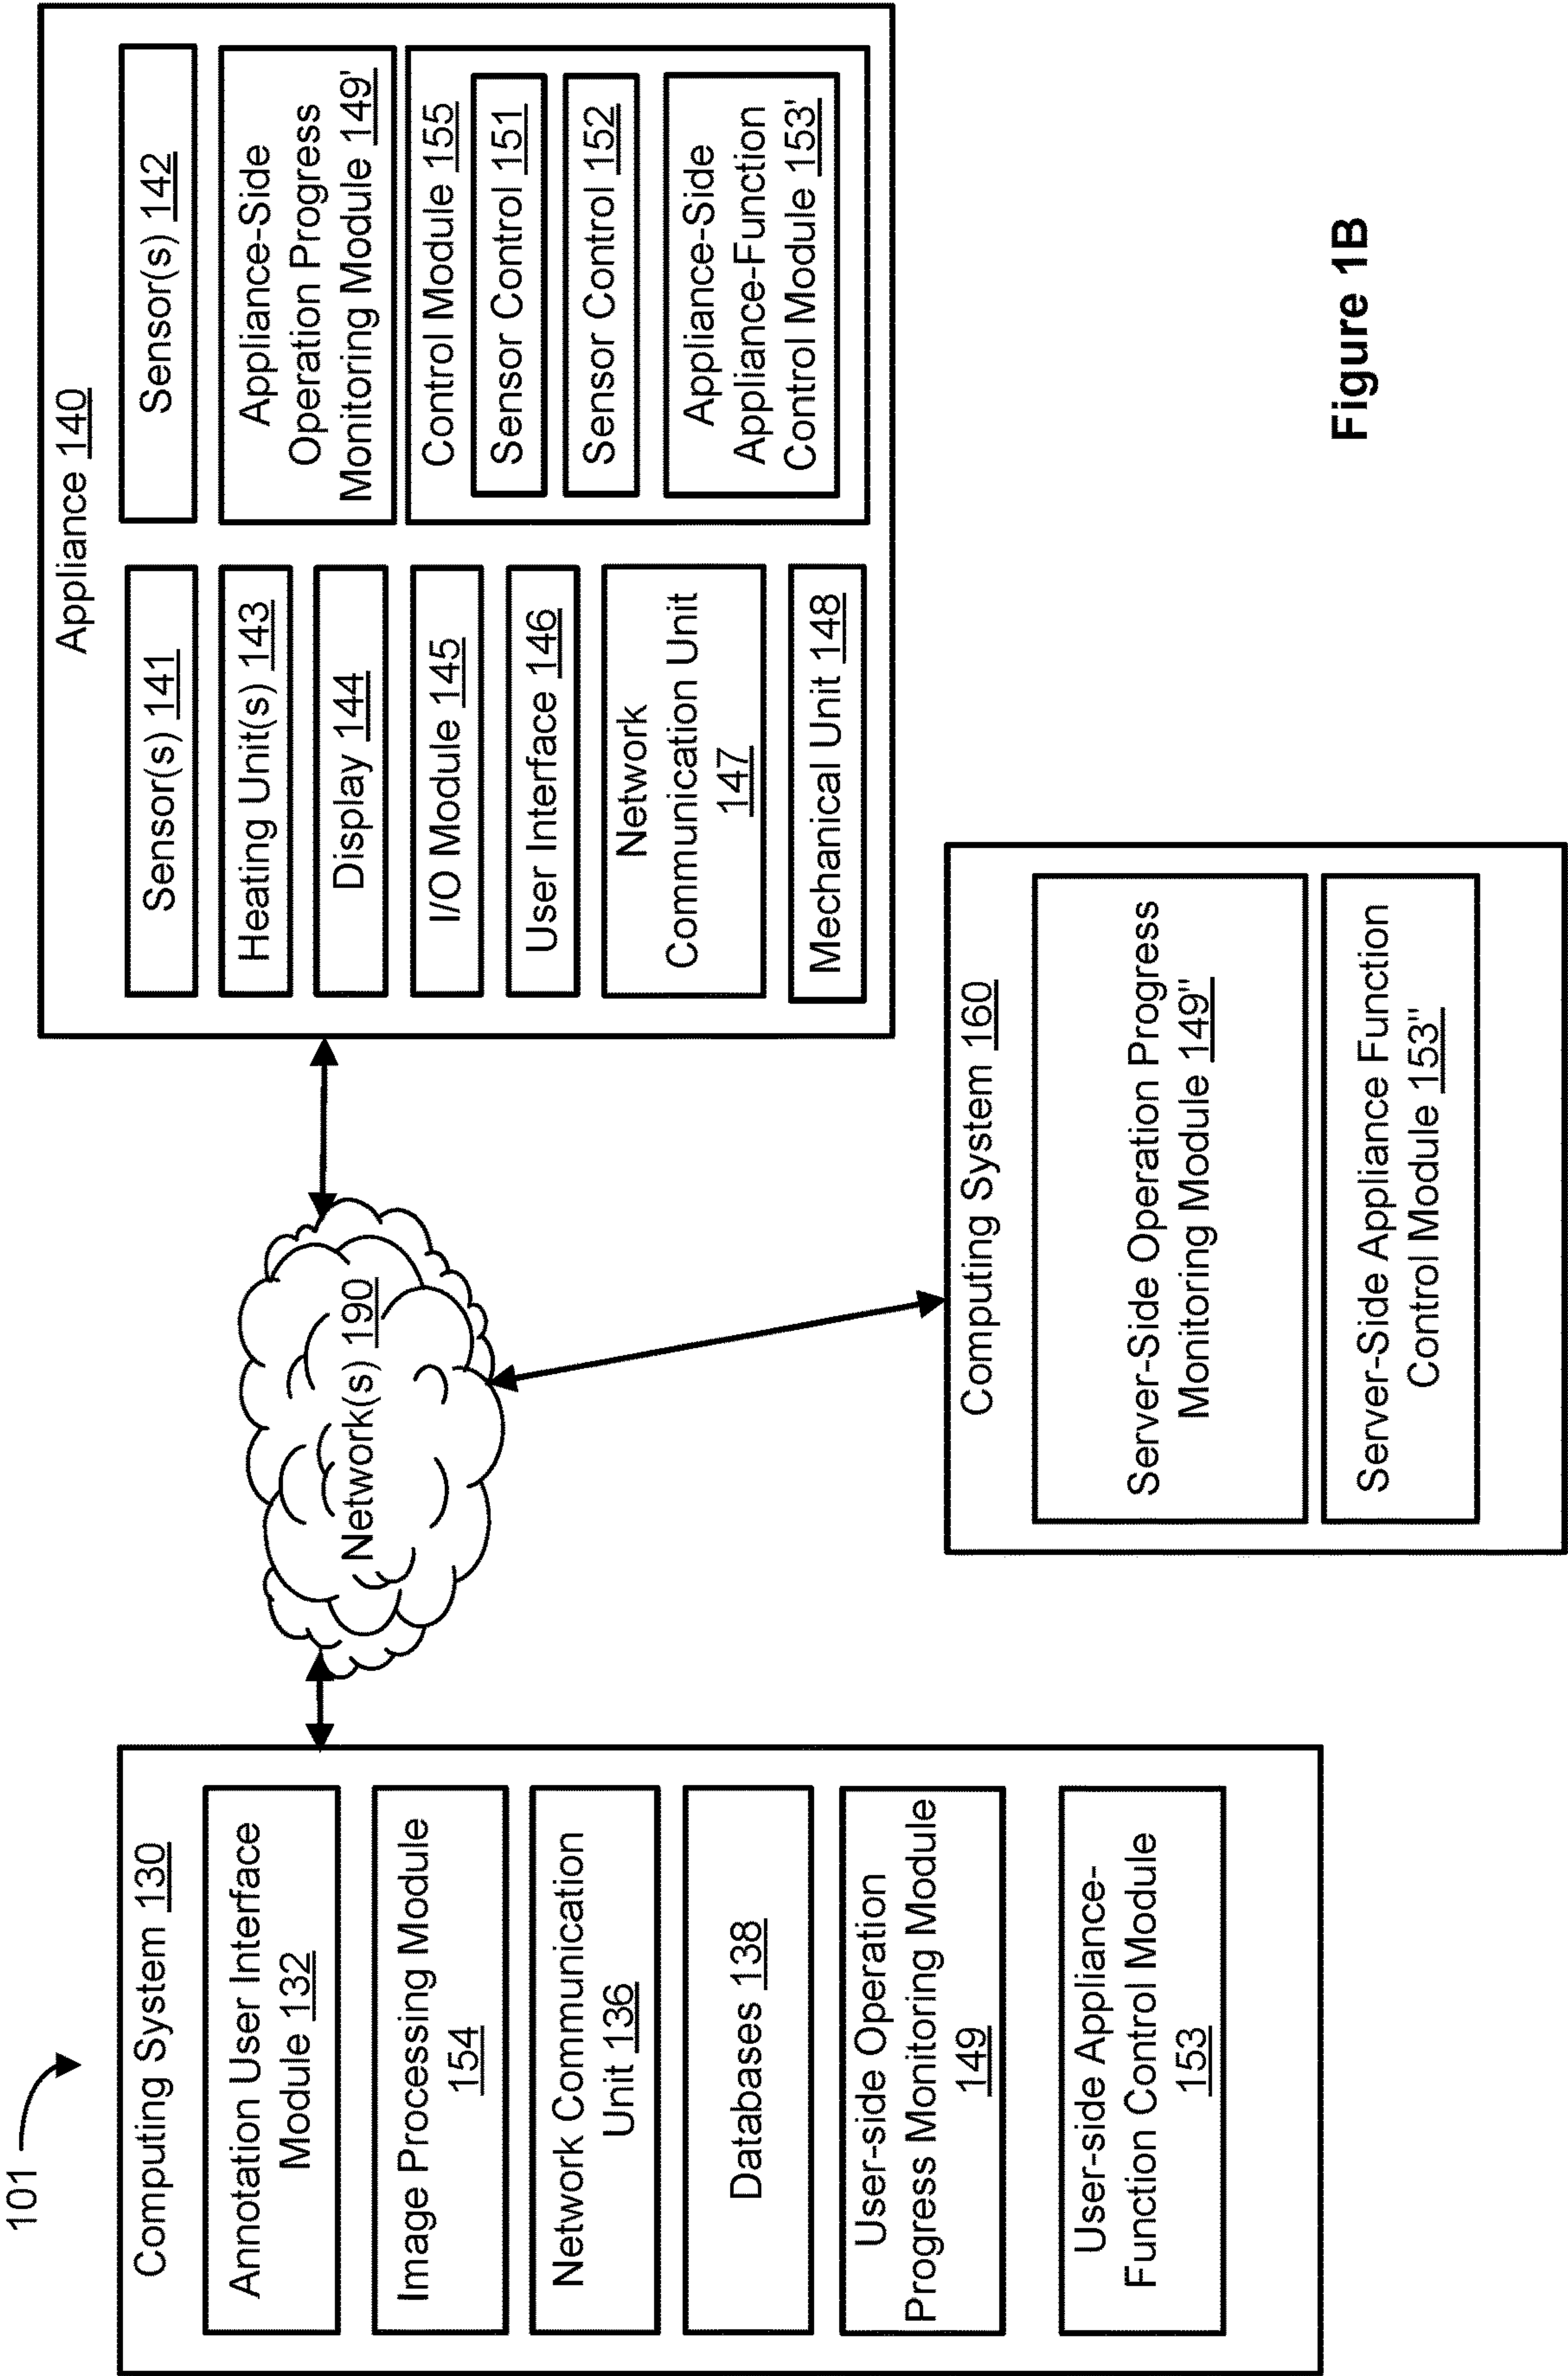 101
Computing System 130
Annotation User Interface
Module 132
Image Processing Module
154
Network Communication
Unit 136
Databases 138
User-side Operation
Progress Monitoring Module
149
User-side Appliance-
Function Control Module
153
Network(s) 190
Appliance 140
Sensor(s) 141
Heating Unit(s) 143
Display 144
I/O Module 145
User Interface 146
Network
Communication Unit
147
Mechanical Unit 148
Sensor(s) 142
Appliance-Side
Operation Progress
Monitoring Module 149'
Control Module 155
Sensor Control 151
Sensor Control 152
Appliance-Side
Appliance-Function
Control Module 153'
Computing System 160
Server-Side Operation Progress
Monitoring Module 149"
Server-Side Appliance Function
Control Module 153"
Figure 1B